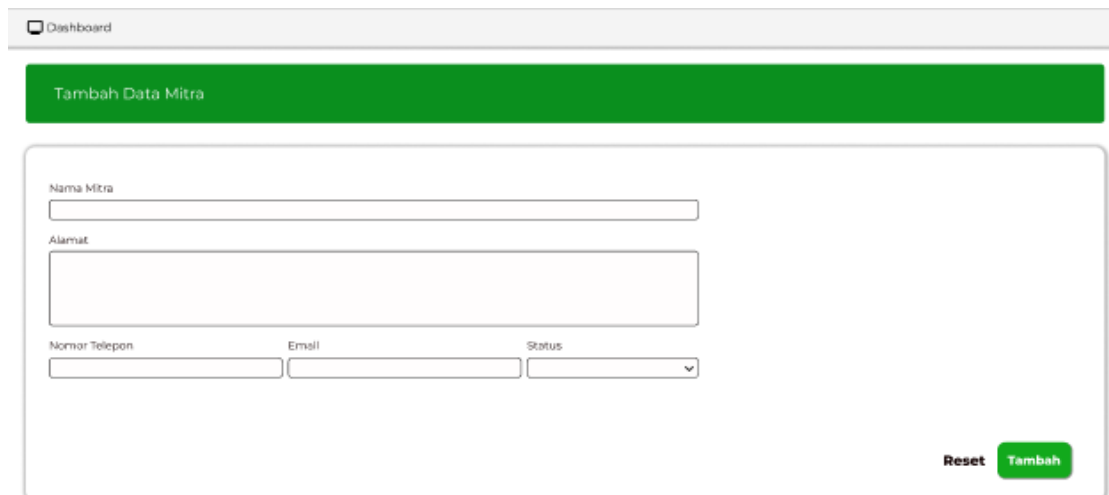 Dashboard
Tambah Data Mitra
Nama Mitra
Alamat
Nomor Telepon Email Status
Reset Tambah